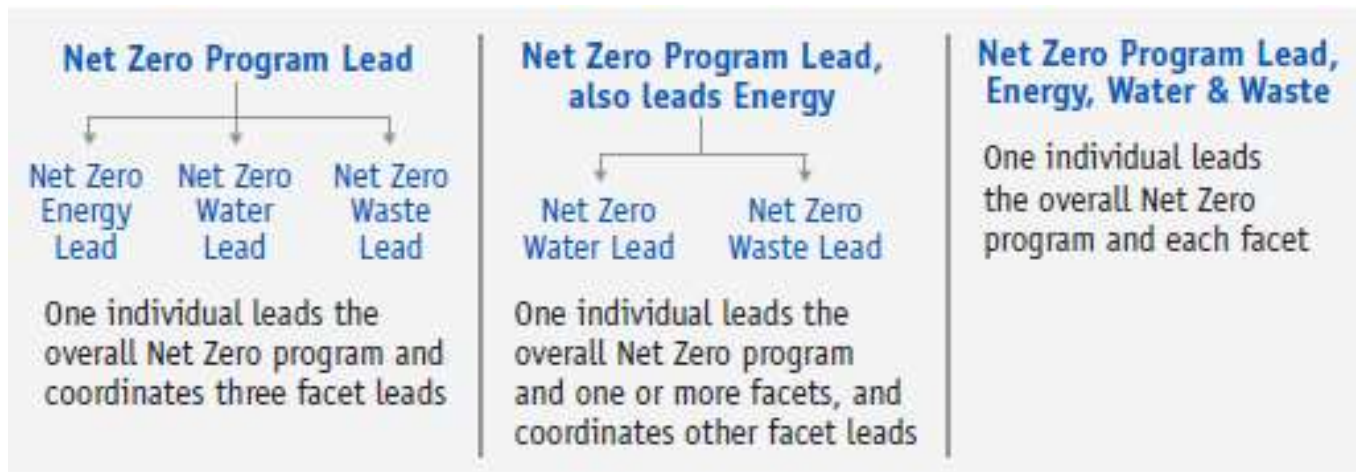 Net Zero Program Lead
Net Zero
Energy
Lead
Net Zero
Water
Lead
Net Zero
Waste
Lead
One individual leads the
overall Net Zero program and
coordinates three facet leads
Net Zero Program Lead,
also leads Energy
Net Zero
Water Lead
Net Zero
Waste Lead
One individual leads the
overall Net Zero program
and one or more facets, and
coordinates other facet leads
Net Zero Program Lead,
Energy, Water & Waste
One individual leads
the overall Net Zero
program and each facet